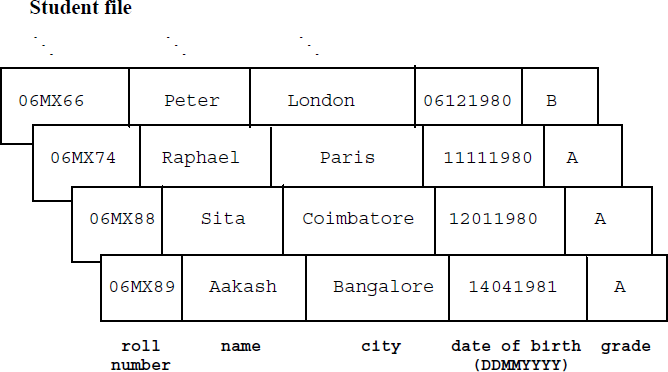 Student file
06MX66 Peter London 06121980 B
06MX74 Raphael Paris 11111980 A
06MX88 Sita Coimbatore 12011980 A
06MX89 Aakash Bangalore 14041981 A
roll name city date of birth grade
number (DDMMYYYY)